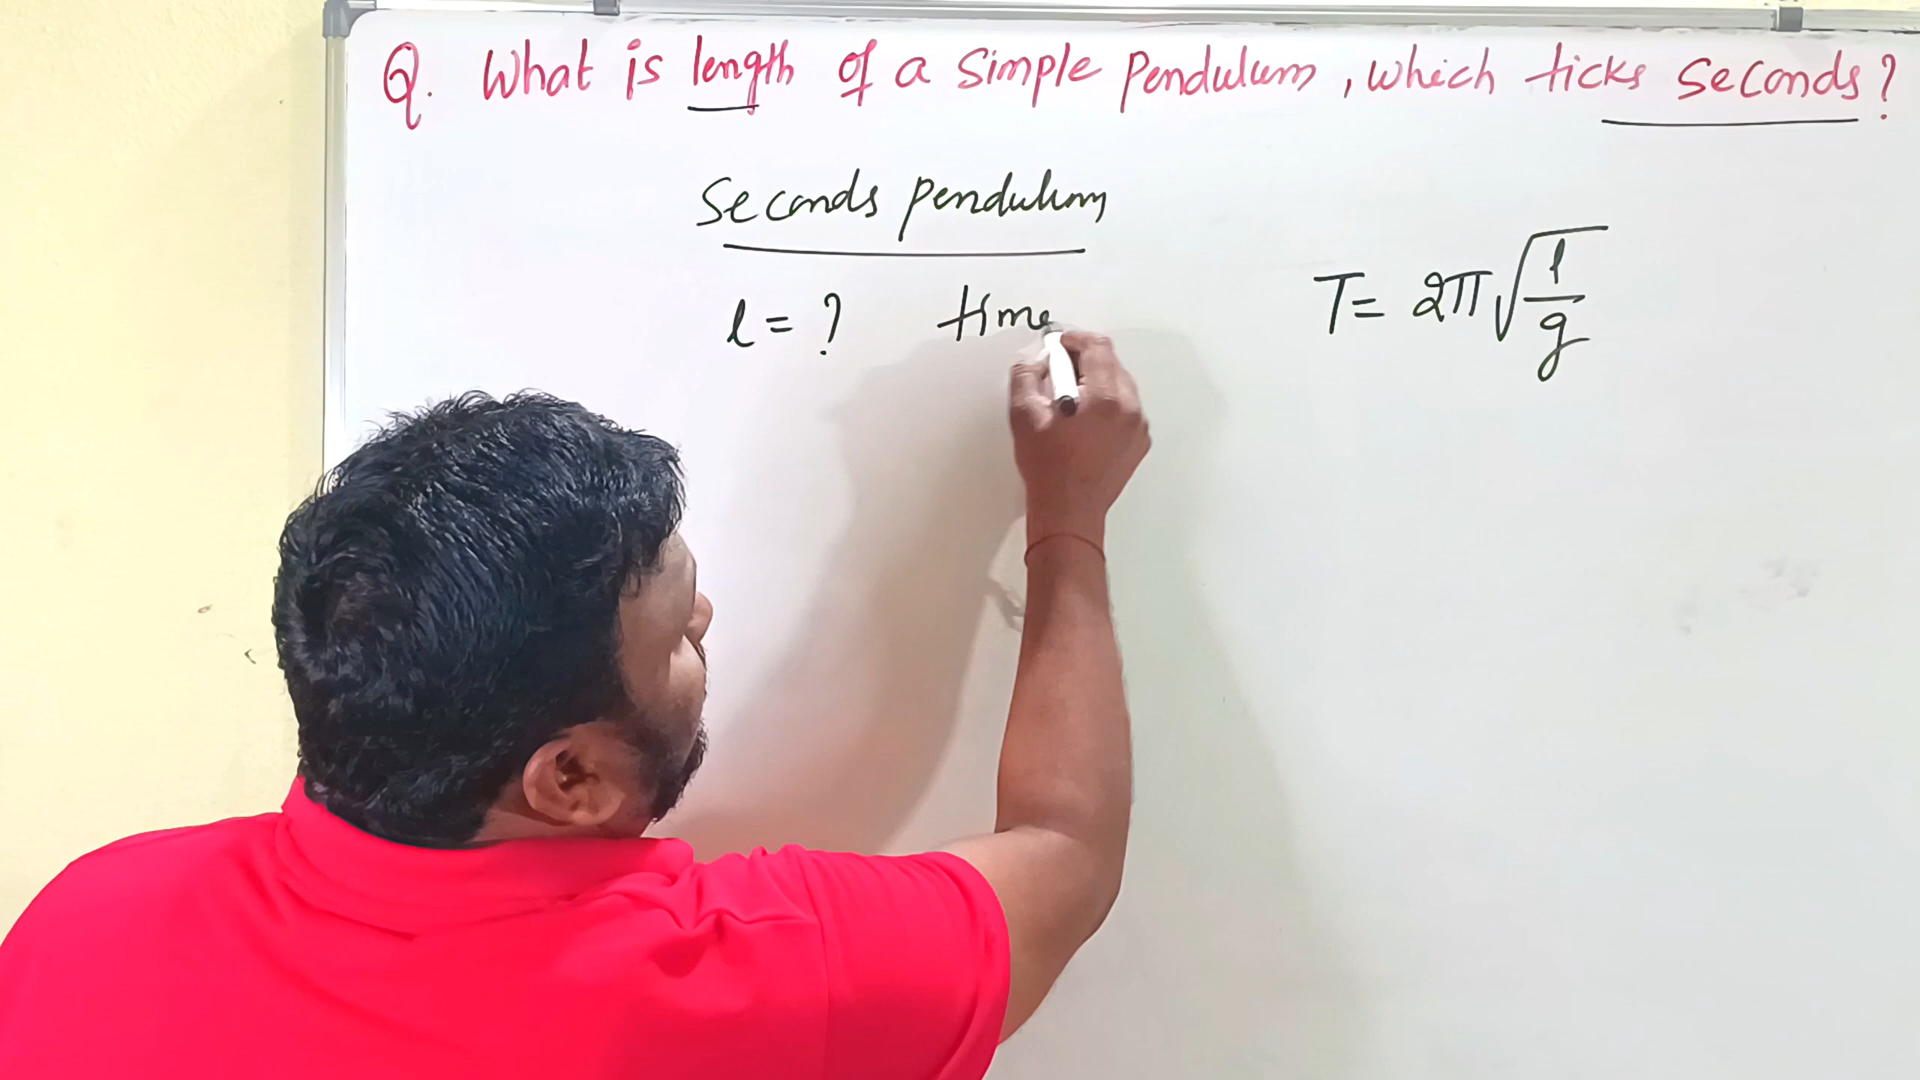 Q. What is length of a Simple Pendulum, which ticks Seconds?
Seconds pendulum
l = ? time
T = 2π√(l/g)